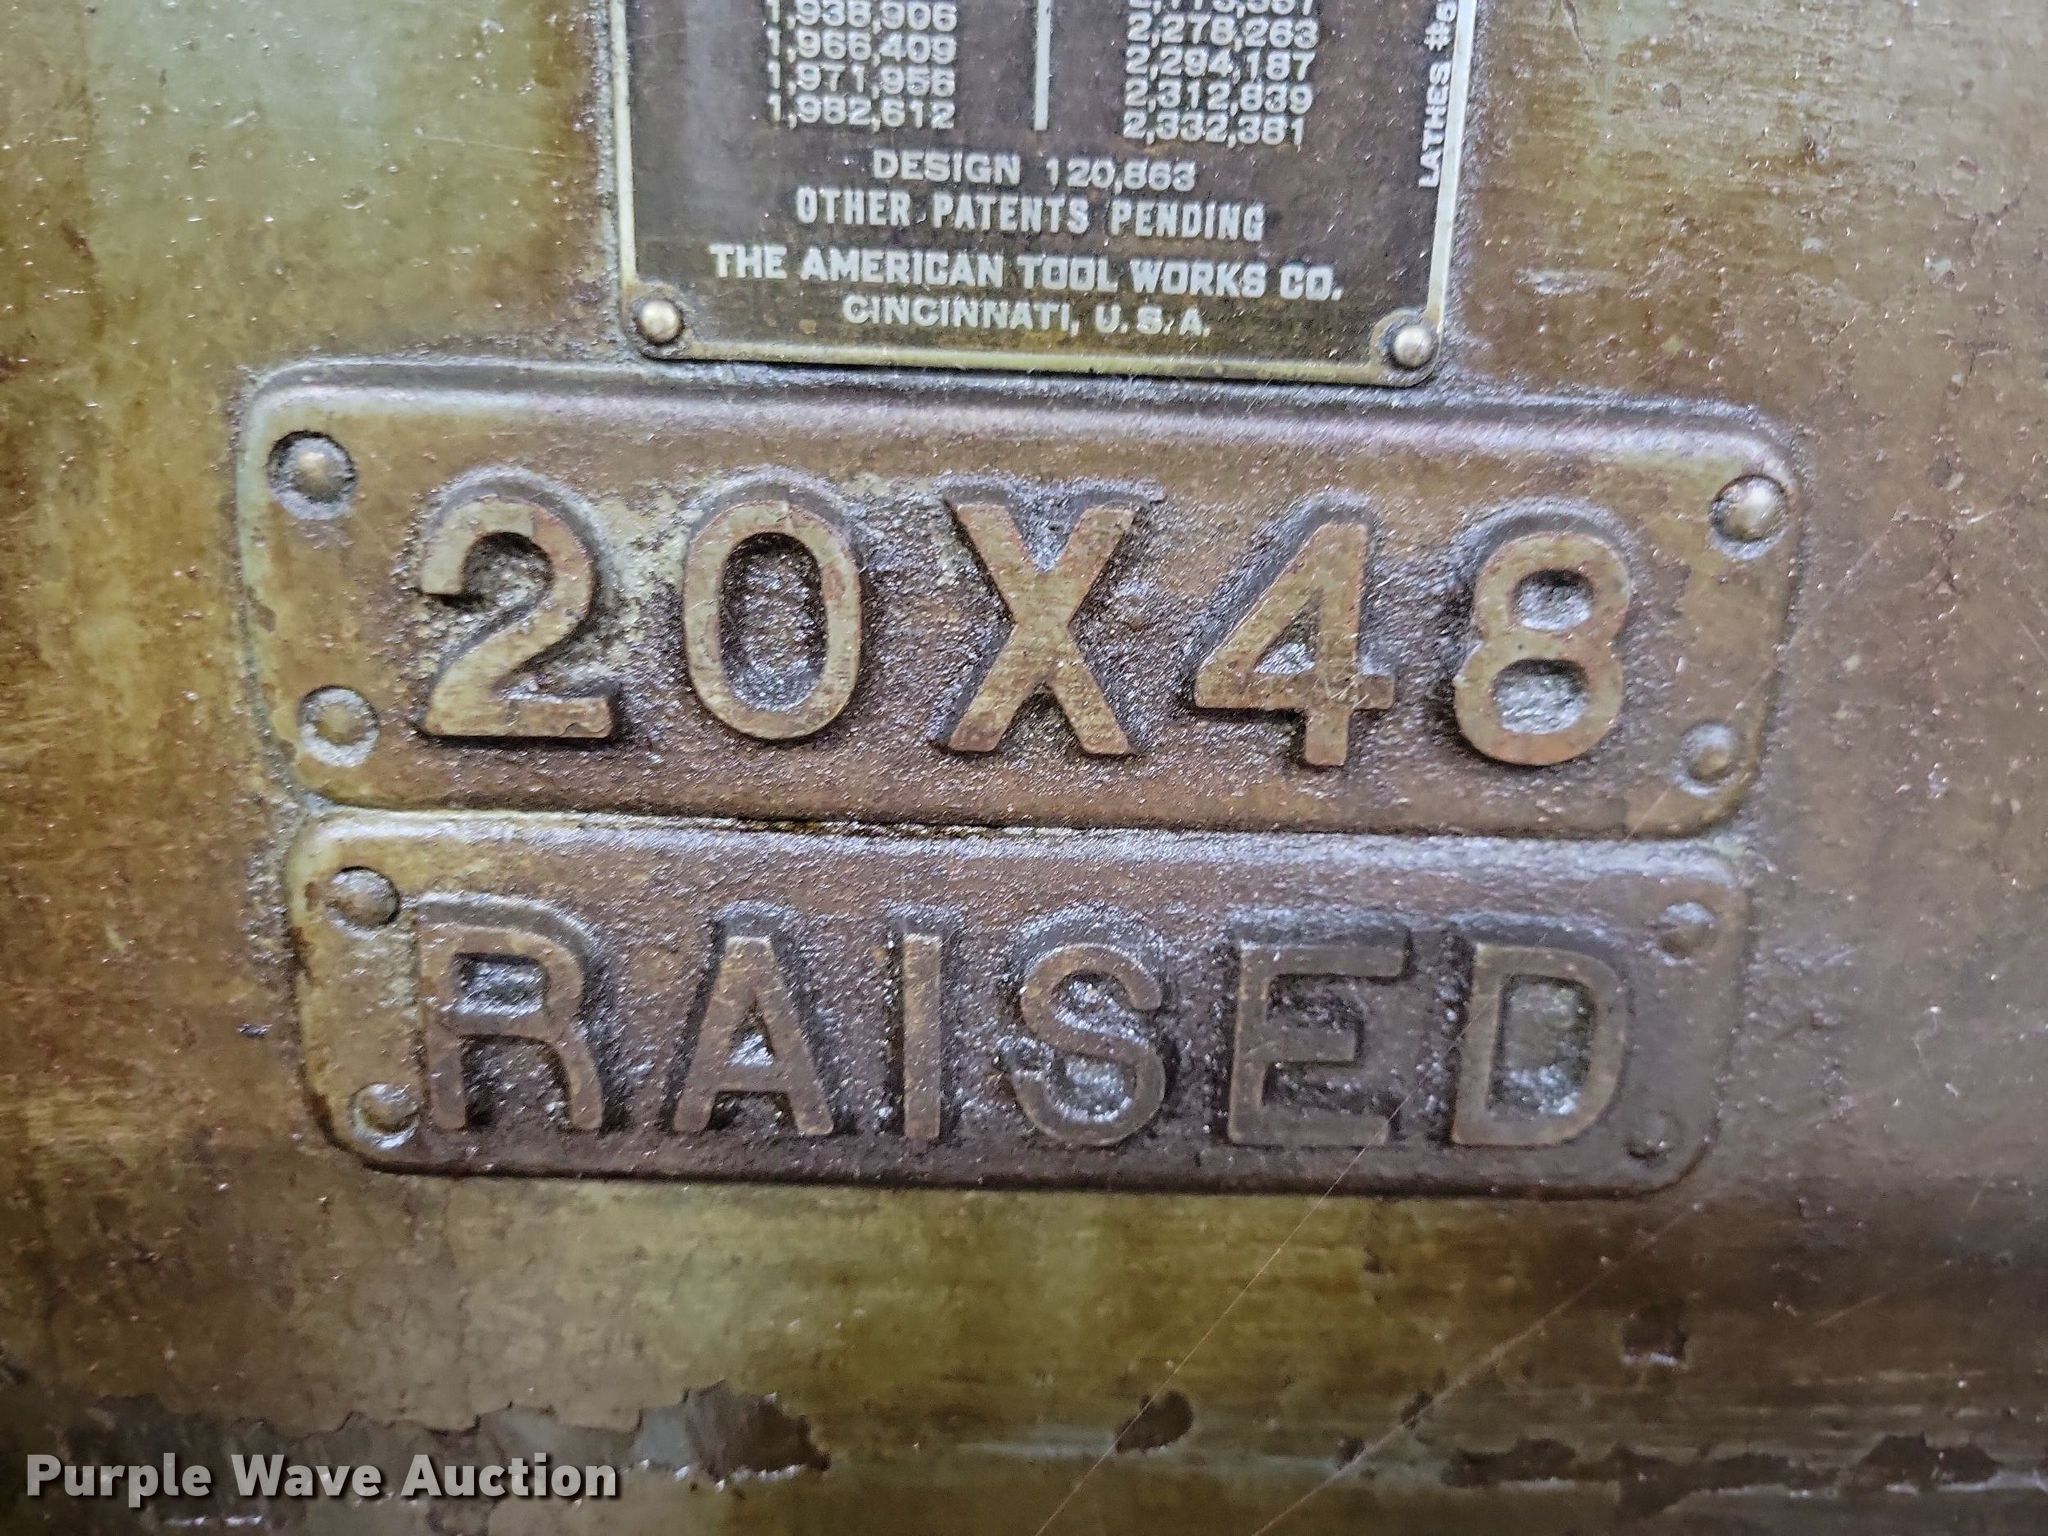 1,938,906
1,966,409
1,971,956
1,982,612
2,278,263
2,294,187
2,312,839
2,332,381
LATHES
DESIGN 120,863
OTHER PATENTS PENDING
THE AMERICAN TOOL WORKS CO.
CINCINNATI, U.S.A.
20X48
RAISED
Purple Wave Auction